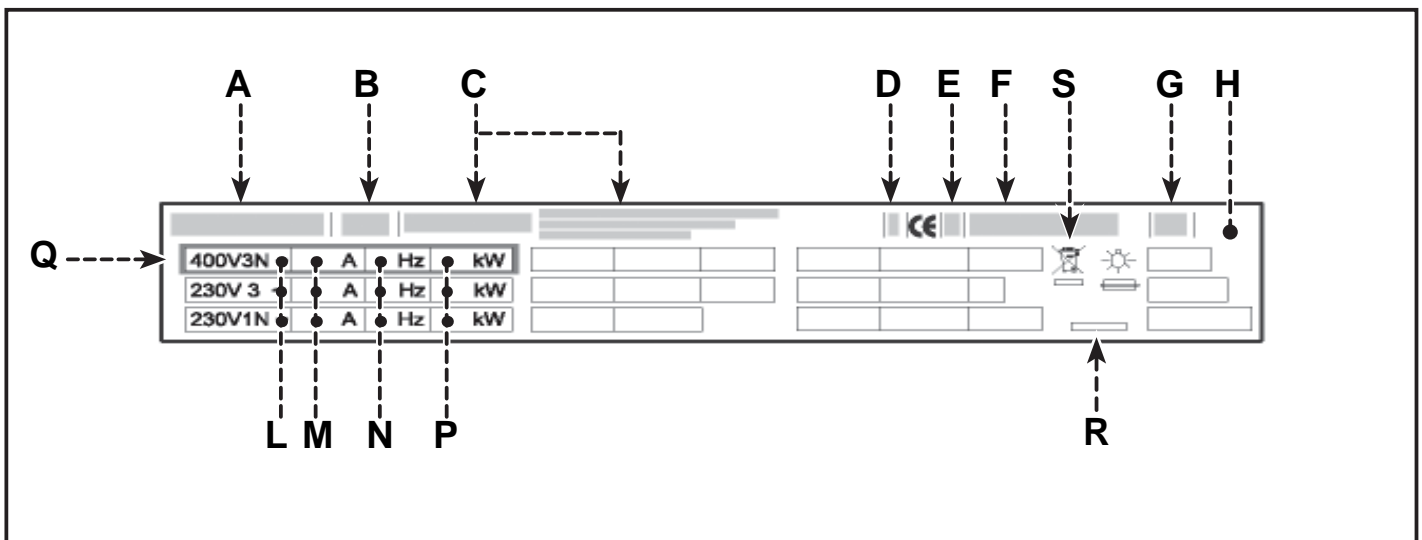 A B C D E F S G H
CE
Q
400V3N A Hz kW
230V 3 A Hz kW
230V1N A Hz kW
L M N P R